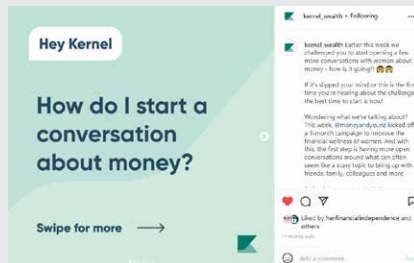 Hey Kernel
How do I start a
conversation
about money?
Swipe for more
kernel_wealth • Following
kernel_wealth Earlier this week we
challenged you to start opening a few
more conversations with women about
money - how is it going?!
If it's slipped your mind or this is the first
time you're hearing about the challenge,
the best time to start is now!
Wondering what we're talking about?
This week, @moneyandyounz kicked off
a 3-month campaign to improve the
financial wellness of women. And with
this, the first step is having more open
conversations around what can often
seem like a scary topic to bring up with
friends, family, colleagues and more.
Liked by herfinancialindependence and
others
Add a comment...